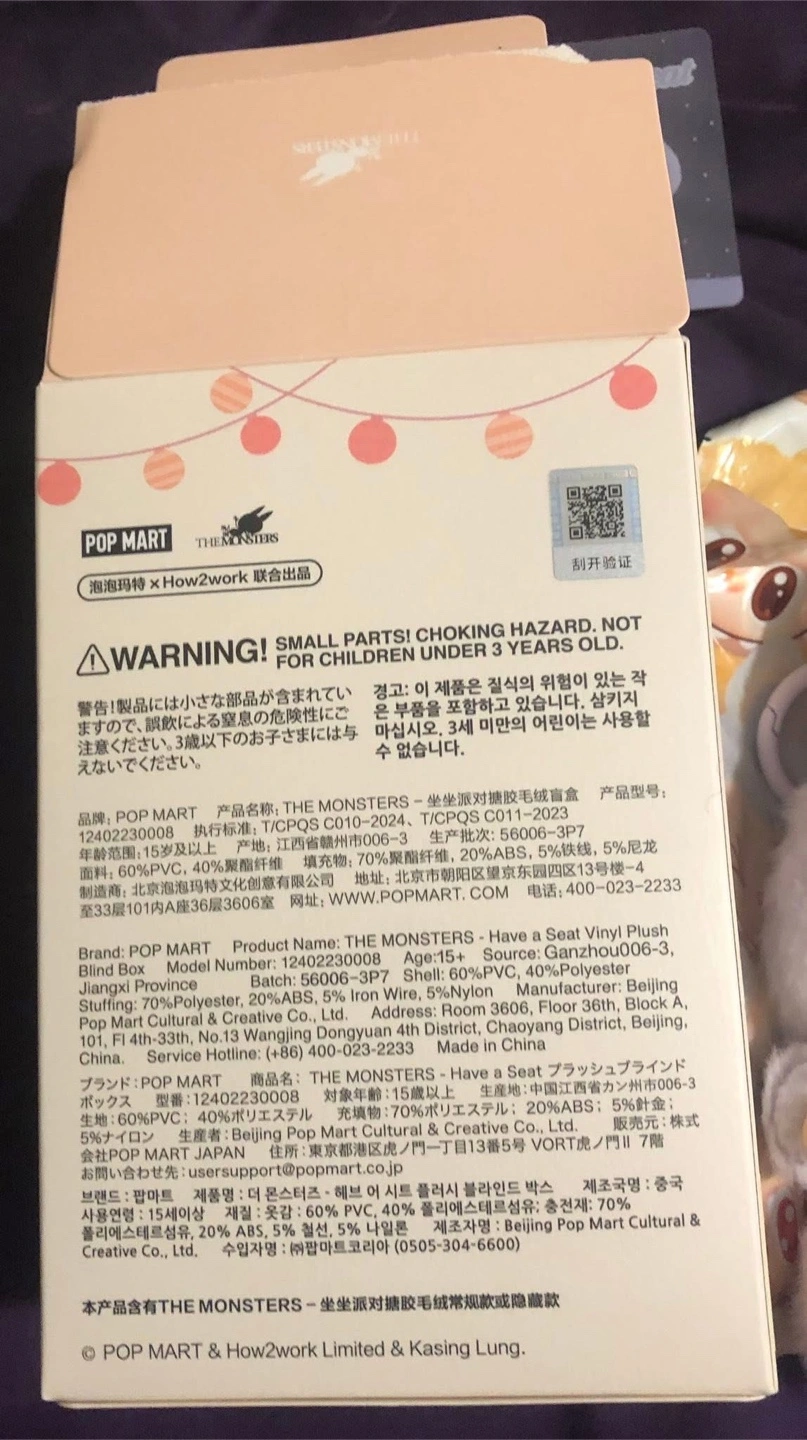 POP MART THE MONSTERS
泡泡玛特 × How2work 联合出品
刮开验证
WARNING! SMALL PARTS! CHOKING HAZARD. NOT
FOR CHILDREN UNDER 3 YEARS OLD.
警告！製品には小さな部品が含まれてい
ますので、誤飲による窒息の危険性にご
注意ください。3歳以下のお子さまには与
えないでください。
경고: 이 제품은 질식의 위험이 있는 작
은 부품을 포함하고 있습니다. 삼키지
마십시오. 3세 미만의 어린이는 사용할
수 없습니다.
品牌：POP MART 产品名称：THE MONSTERS – 坐坐派对搪胶毛绒盲盒 产品型号：
12402230008 执行标准：T/CPQS C010-2024、T/CPQS C011-2023
年龄范围：15岁及以上 产地：江西省赣州市006-3 生产批次：56006-3P7
面料：60%PVC，40%聚酯纤维 填充物：70%聚酯纤维，20%ABS，5%铁线，5%尼龙
制造商：北京泡泡玛特文化创意有限公司 地址：北京市朝阳区望京东园四区13号楼-4
至33层101内A座36层3606室 网址：WWW.POPMART. COM 电话：400-023-2233
Brand: POP MART Product Name: THE MONSTERS - Have a Seat Vinyl Plush
Blind Box Model Number: 12402230008 Age:15+ Source: Ganzhou006-3,
Jiangxi Province Batch: 56006-3P7 Shell: 60%PVC, 40%Polyester
Stuffing: 70%Polyester, 20%ABS, 5% Iron Wire, 5%Nylon Manufacturer: Beijing
Pop Mart Cultural & Creative Co., Ltd. Address: Room 3606, Floor 36th, Block A,
101, Fl 4th-33th, No.13 Wangjing Dongyuan 4th District, Chaoyang District, Beijing,
China. Service Hotline: (+86) 400-023-2233 Made in China
ブランド：POP MART 商品名： THE MONSTERS - Have a Seat プラッシュブラインド
ボックス 型番：12402230008 対象年齢：15歳以上 生産地：中国江西省カン州市006-3
生地：60%PVC；40%ポリエステル 充填物：70%ポリエステル；20%ABS；5%針金；
5%ナイロン 生産者：Beijing Pop Mart Cultural & Creative Co., Ltd. 販売元：株式
会社POP MART JAPAN 住所：東京都港区虎ノ門一丁目13番5号 VORT虎ノ門Ⅱ 7階
お問い合わせ先：usersupport@popmart.co.jp
브랜드 : 팝마트 제품명 : 더 몬스터즈 - 헤브 어 시트 플러시 블라인드 박스 제조국명 : 중국
사용연령 : 15세이상 재질 : 옷감 : 60% PVC, 40% 폴리에스테르섬유; 충전재: 70%
폴리에스테르섬유, 20% ABS, 5% 철선, 5% 나일론 제조자명 : Beijing Pop Mart Cultural &
Creative Co., Ltd. 수입자명 : ㈜팝마트코리아 (0505-304-6600)
本产品含有THE MONSTERS – 坐坐派对搪胶毛绒常规款或隐藏款
© POP MART & How2work Limited & Kasing Lung.